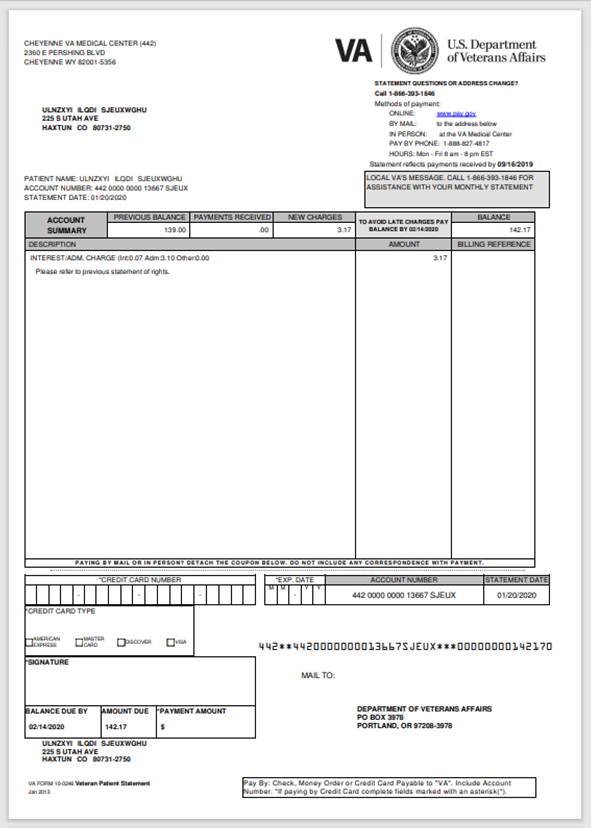 CHEYENNE VA MEDICAL CENTER (442)
2360 E PERSHING BLVD
CHEYENNE WY 82001-5356
VA
U.S. Department
of Veterans Affairs
STATEMENT QUESTIONS OR ADDRESS CHANGE?
Call 1-866-393-1846
Methods of payment:
ONLINE: www.pay.gov
BY MAIL: to the address below
IN PERSON: at the VA Medical Center
PAY BY PHONE: 1-888-827-4817
HOURS: Mon - Fri 8 am - 8 pm EST
Statement reflects payments received by 09/16/2019
ULNZXYI ILQDI SJEUXWGHU
225 S UTAH AVE
HAXTUN CO 80731-2750
PATIENT NAME: ULNZXYI ILQDI SJEUXWGHU
ACCOUNT NUMBER: 442 0000 0000 13667 SJEUX
STATEMENT DATE: 01/20/2020
LOCAL VA'S MESSAGE. CALL 1-866-393-1846 FOR
ASSISTANCE WITH YOUR MONTHLY STATEMENT
ACCOUNT SUMMARY
PREVIOUS BALANCE PAYMENTS RECEIVED NEW CHARGES TO AVOID LATE CHARGES PAY BALANCE BY 02/14/2020 BALANCE
139.00 .00 3.17 142.17
DESCRIPTION AMOUNT BILLING REFERENCE
INTEREST/ADM. CHARGE (Int:0.07 Adm:3.10 Other:0.00 3.17
Please refer to previous statement of rights.
PAYING BY MAIL OR IN PERSON? DETACH THE COUPON BELOW. DO NOT INCLUDE ANY CORRESPONDENCE WITH PAYMENT.
*CREDIT CARD NUMBER *EXP. DATE ACCOUNT NUMBER STATEMENT DATE
- - - M M - Y Y 442 0000 0000 13667 SJEUX 01/20/2020
*CREDIT CARD TYPE
AMERICAN EXPRESS MASTER CARD DISCOVER VISA
442**442000000013667SJEUX***0000000142170
*SIGNATURE
MAIL TO:
BALANCE DUE BY AMOUNT DUE *PAYMENT AMOUNT
02/14/2020 142.17 $
DEPARTMENT OF VETERANS AFFAIRS
PO BOX 3978
PORTLAND, OR 97208-3978
ULNZXYI ILQDI SJEUXWGHU
225 S UTAH AVE
HAXTUN CO 80731-2750
VA FORM 10-0246 Veteran Patient Statement
Jan 2013
Pay By: Check, Money Order or Credit Card Payable to "VA". Include Account
Number. "If paying by Credit Card complete fields marked with an asterisk(*).